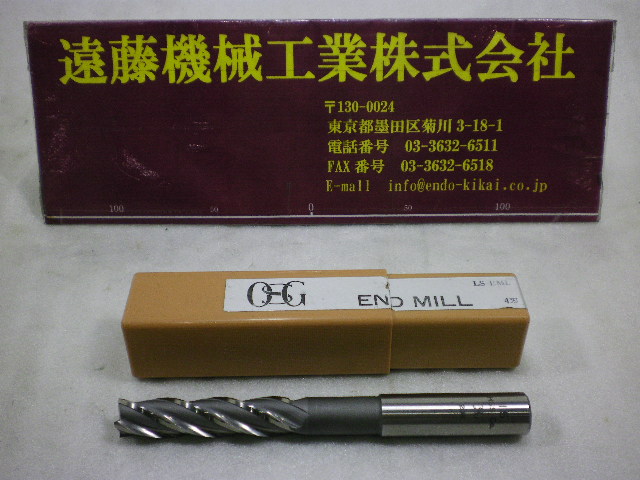 遠藤機械工業株式会社
〒130-0024
東京都墨田区菊川 3-18-1
電話番号 03-3632-6511
FAX 番号 03-3632-6518
E-mall info@endo-kikai.co.jp
100 50 0 50 100
OSG END MILL